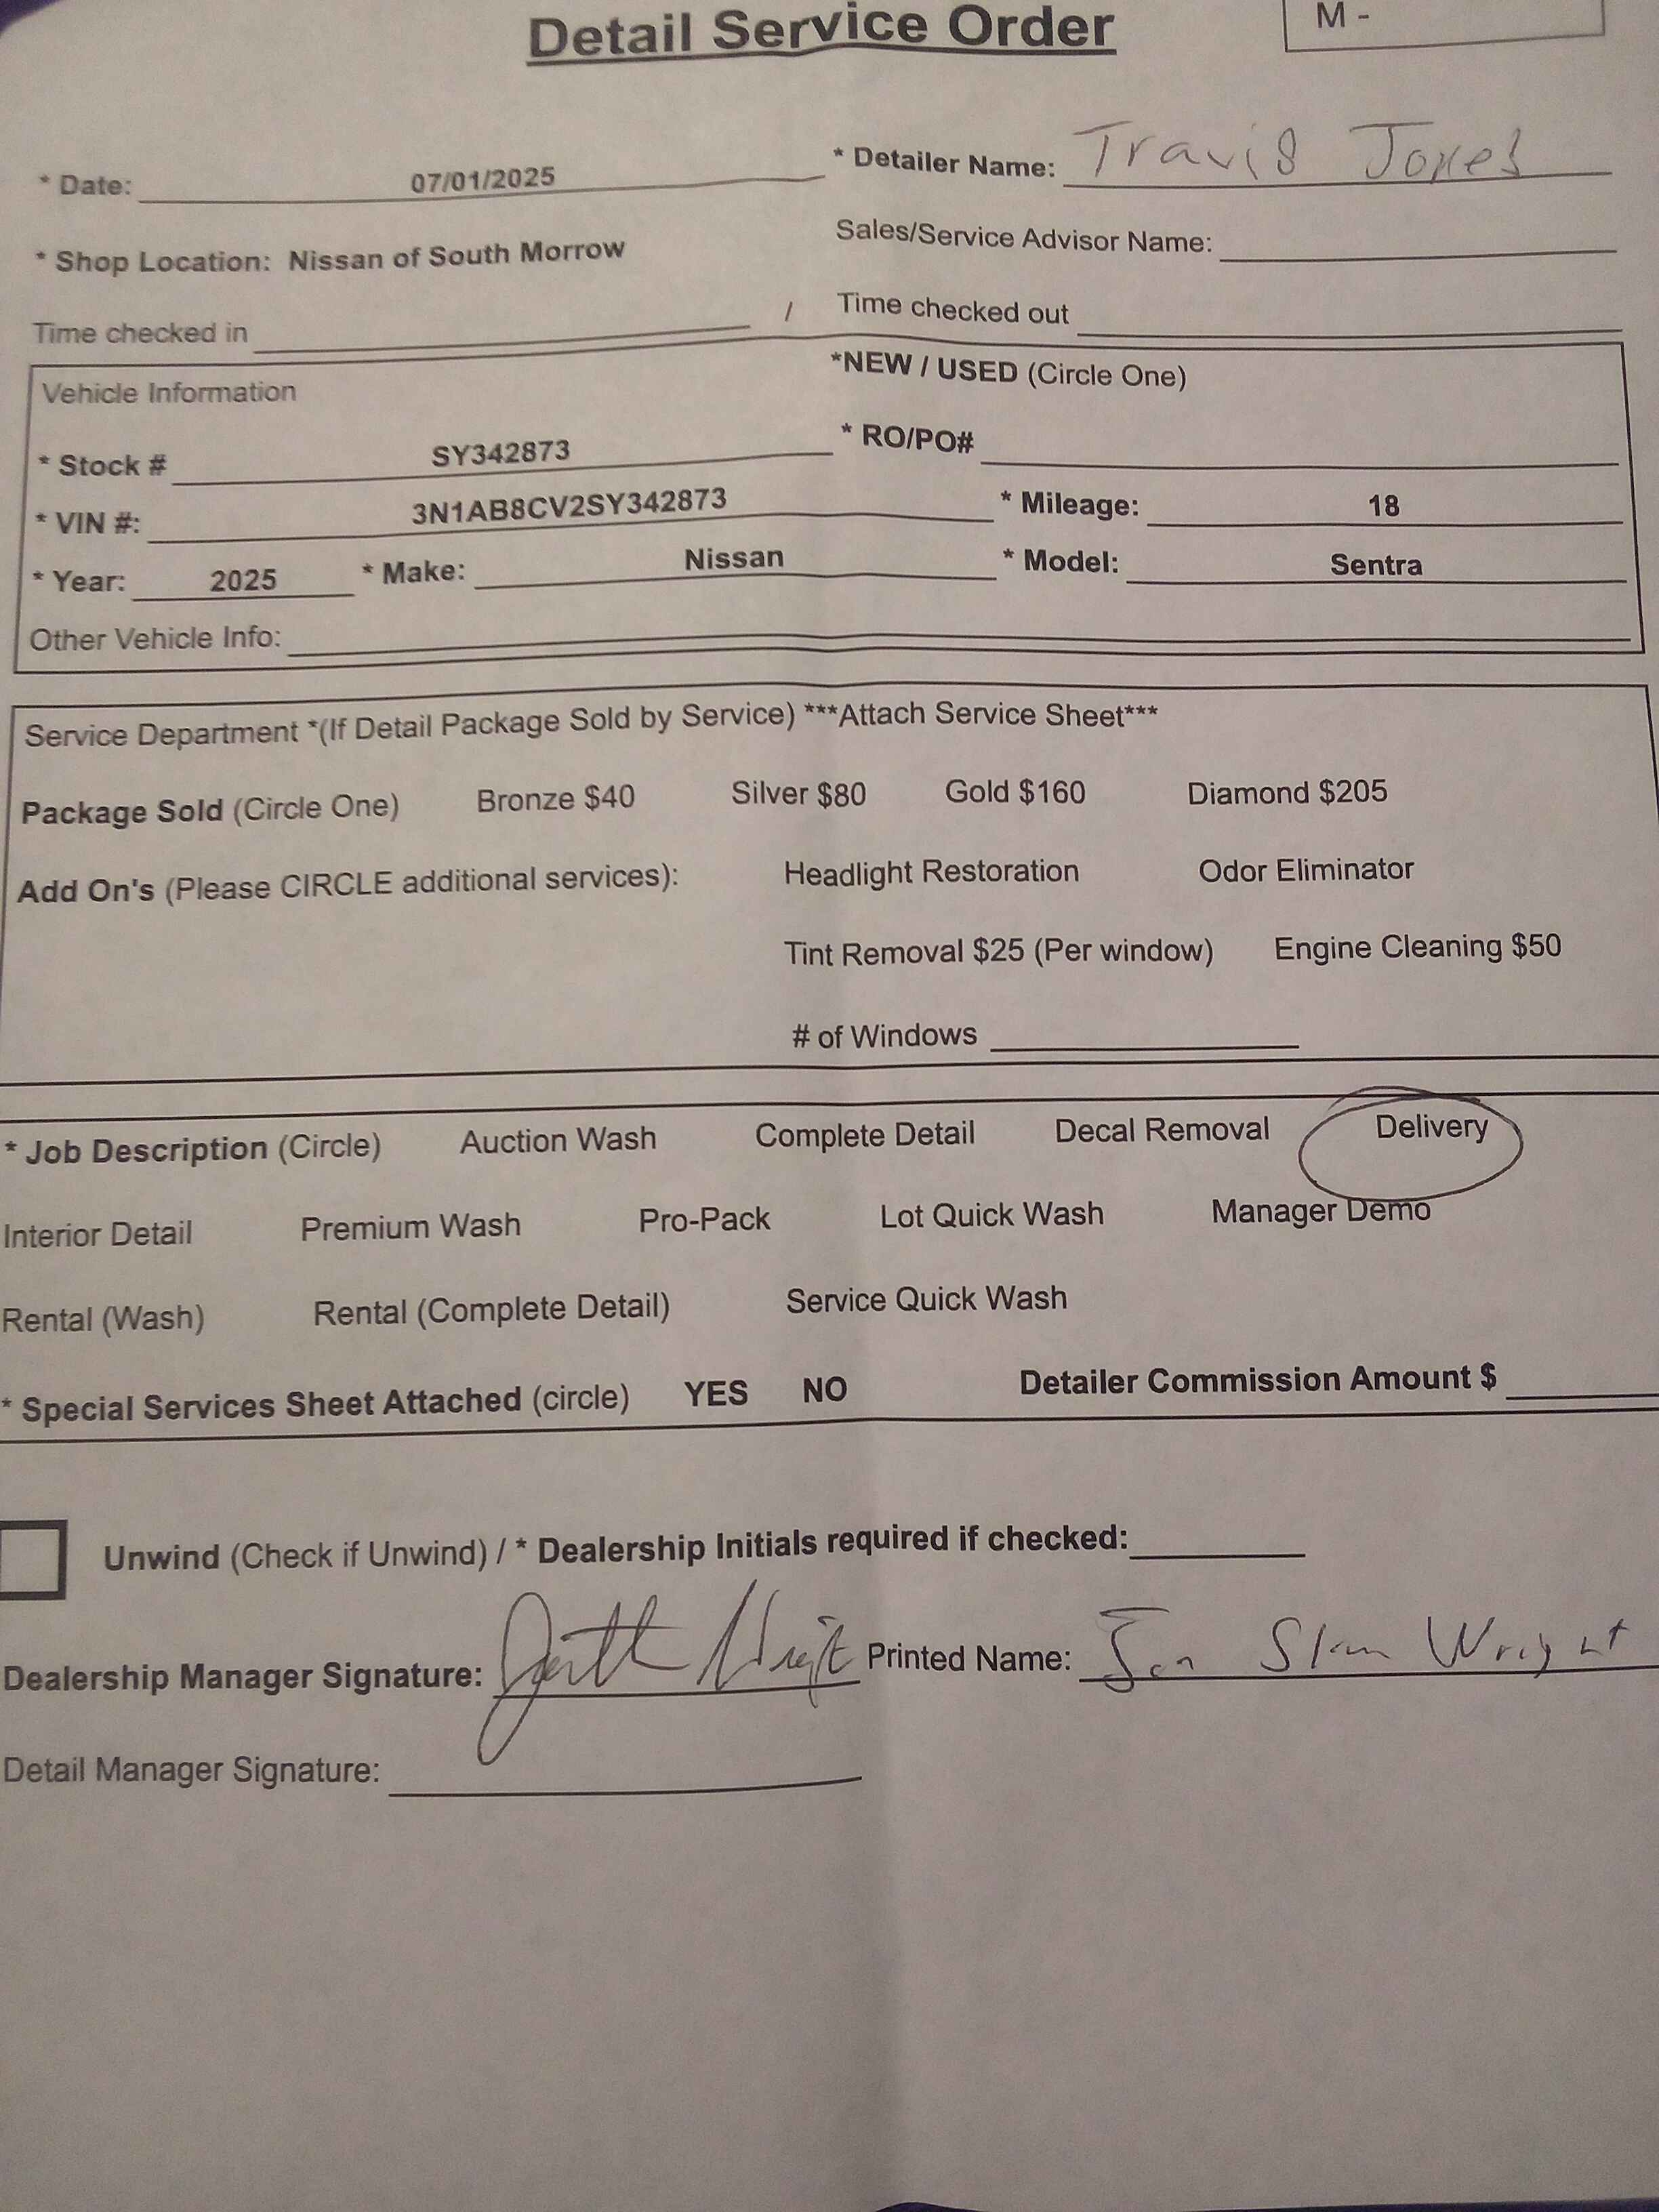 Detail Service Order
M -
* Date: 07/01/2025 * Detailer Name: Travis Jones
* Shop Location: Nissan of South Morrow Sales/Service Advisor Name:
Time checked in / Time checked out
Vehicle Information *NEW / USED (Circle One)
* Stock # SY342873 * RO/PO#
* VIN #: 3N1AB8CV2SY342873 * Mileage: 18
* Year: 2025 * Make: Nissan * Model: Sentra
Other Vehicle Info:
Service Department *(If Detail Package Sold by Service) ***Attach Service Sheet***
Package Sold (Circle One) Bronze $40 Silver $80 Gold $160 Diamond $205
Add On's (Please CIRCLE additional services): Headlight Restoration Odor Eliminator
Tint Removal $25 (Per window) Engine Cleaning $50
# of Windows
* Job Description (Circle) Auction Wash Complete Detail Decal Removal Delivery
Interior Detail Premium Wash Pro-Pack Lot Quick Wash Manager Demo
Rental (Wash) Rental (Complete Detail) Service Quick Wash
* Special Services Sheet Attached (circle) YES NO Detailer Commission Amount $
Unwind (Check if Unwind) / * Dealership Initials required if checked:
Dealership Manager Signature: Printed Name: Wright
Detail Manager Signature: